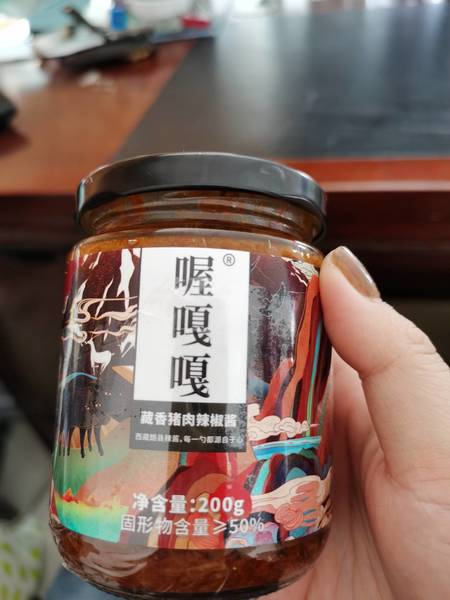 喔®
嘎
嘎
藏香猪肉辣椒酱
西藏朗县辣酱，每一勺都源自于心
净含量：200g
固形物含量≥50%